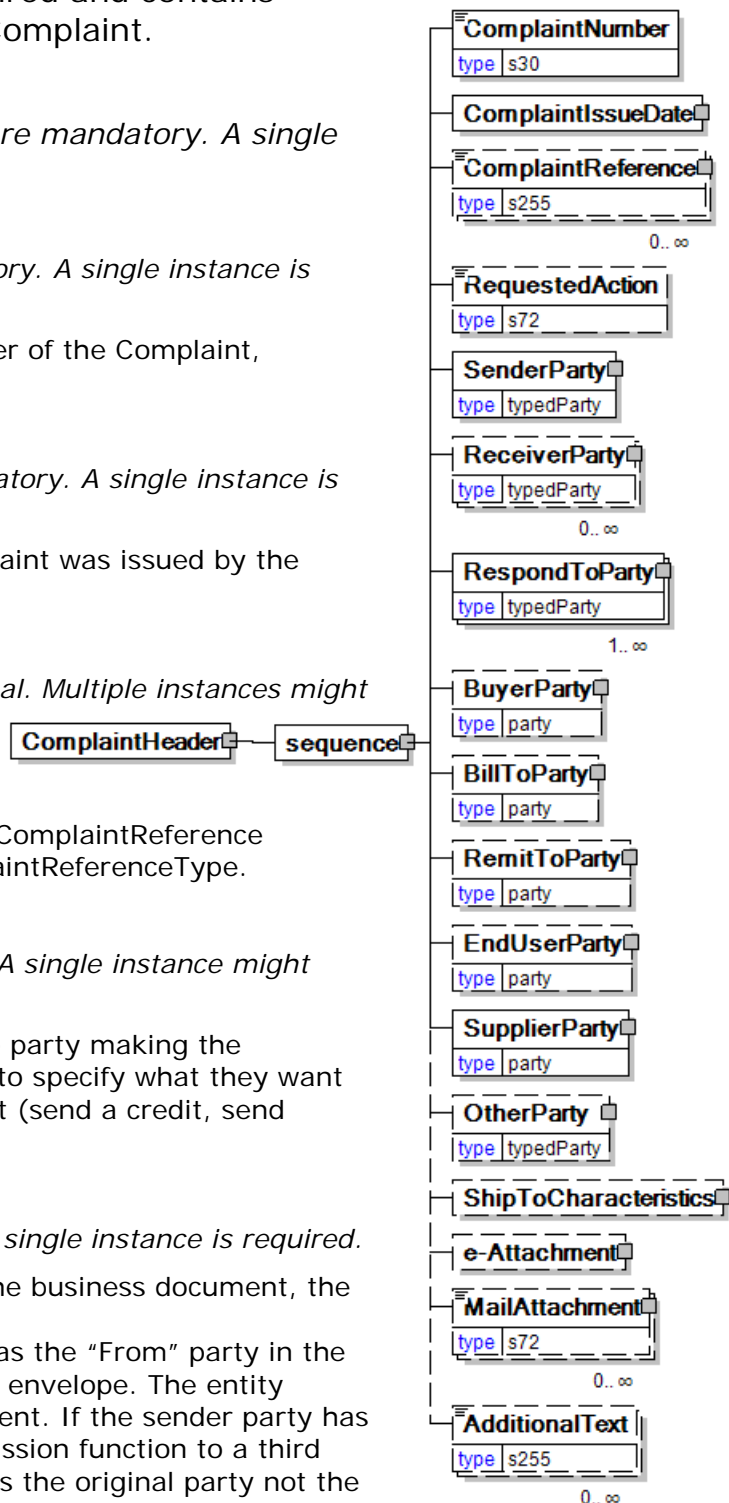 ired and contains
Complaint.
re mandatory. A single
ory. A single instance is
er of the Complaint,
atory. A single instance is
aint was issued by the
al. Multiple instances might
ComplaintReference
aintReferenceType.
A single instance might
party making the
to specify what they want
t (send a credit, send
single instance is required.
ne business document, the
as the “From” party in the
envelope. The entity
ent. If the sender party has
ssion function to a third
s the original party not the
ComplaintHeader
sequence
ComplaintNumber
type s30
ComplaintIssueDate
ComplaintReference
type s255
0..∞
RequestedAction
type s72
SenderParty
type typedParty
ReceiverParty
type typedParty
0..∞
RespondToParty
type typedParty
1..∞
BuyerParty
type party
BillToParty
type party
RemitToParty
type party
EndUserParty
type party
SupplierParty
type party
OtherParty
type typedParty
ShipToCharacteristics
e-Attachment
MailAttachment
type s72
0..∞
AdditionalText
type s255
0..∞